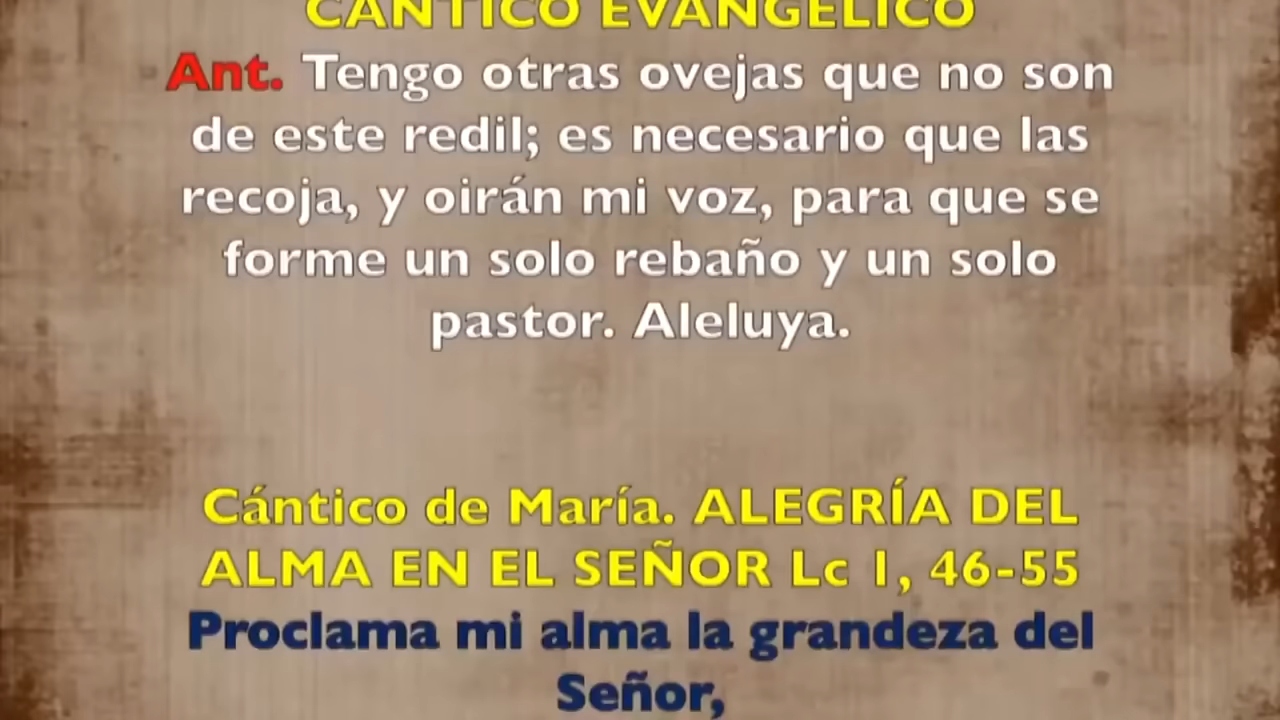 CÁNTICO EVANGÉLICO
Ant. Tengo otras ovejas que no son
de este redil; es necesario que las
recoja, y oirán mi voz, para que se
forme un solo rebaño y un solo
pastor. Aleluya.
Cántico de María. ALEGRÍA DEL
ALMA EN EL SEÑOR Lc 1, 46-55
Proclama mi alma la grandeza del
Señor,